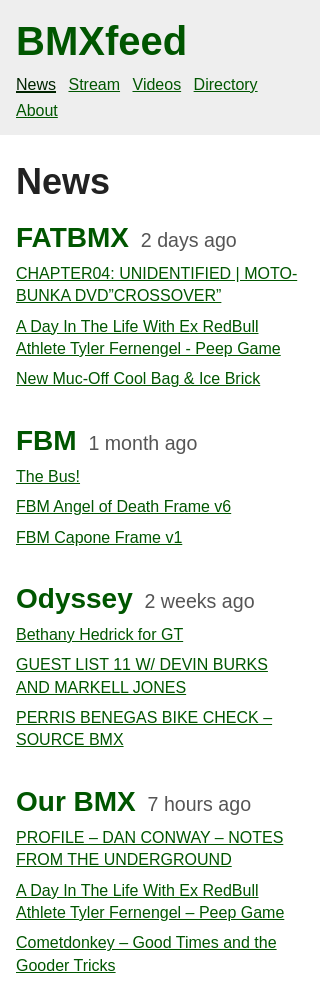 BMXfeed
News Stream Videos Directory
About
News
FATBMX 2 days ago
CHAPTER04: UNIDENTIFIED | MOTO-
BUNKA DVD”CROSSOVER”
A Day In The Life With Ex RedBull
Athlete Tyler Fernengel - Peep Game
New Muc-Off Cool Bag & Ice Brick
FBM 1 month ago
The Bus!
FBM Angel of Death Frame v6
FBM Capone Frame v1
Odyssey 2 weeks ago
Bethany Hedrick for GT
GUEST LIST 11 W/ DEVIN BURKS
AND MARKELL JONES
PERRIS BENEGAS BIKE CHECK –
SOURCE BMX
Our BMX 7 hours ago
PROFILE – DAN CONWAY – NOTES
FROM THE UNDERGROUND
A Day In The Life With Ex RedBull
Athlete Tyler Fernengel – Peep Game
Cometdonkey – Good Times and the
Gooder Tricks